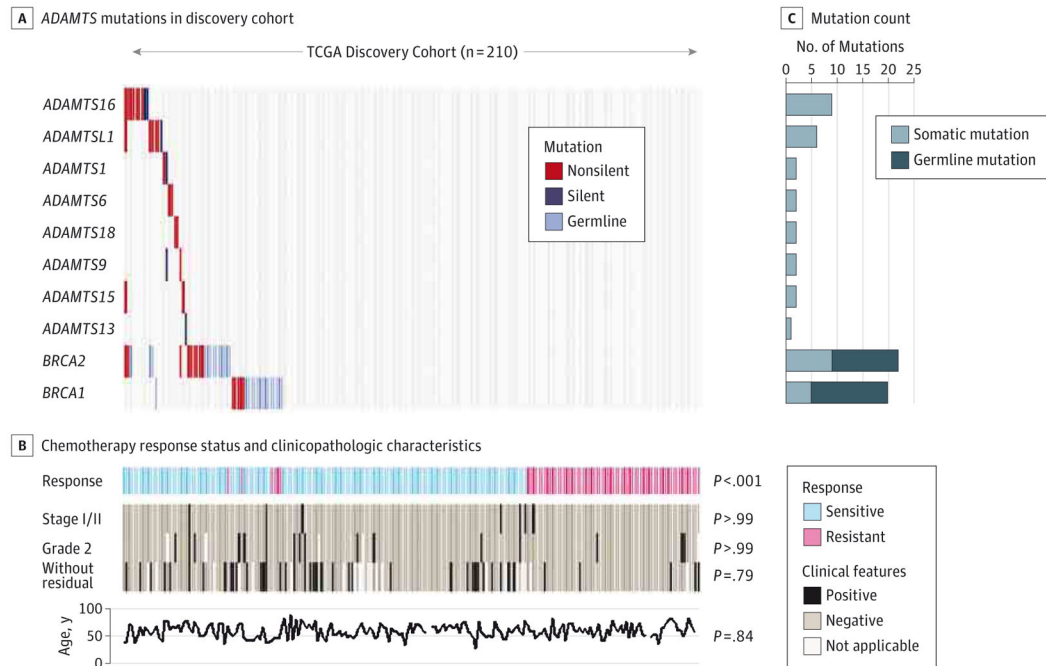 A ADAMTS mutations in discovery cohort
TCGA Discovery Cohort (n=210)
ADAMTS16
ADAMTSL1
ADAMTS1
ADAMTS6
ADAMTS18
ADAMTS9
ADAMTS15
ADAMTS13
BRCA2
BRCA1
Mutation
Nonsilent
Silent
Germline
C Mutation count
No. of Mutations
0 5 10 15 20 25
Somatic mutation
Germline mutation
B Chemotherapy response status and clinicopathologic characteristics
Response P<.001
Stage I/II P>.99
Grade 2 P>.99
Without
residual P=.79
Age, y
100
50
0
P=.84
Response
Sensitive
Resistant
Clinical features
Positive
Negative
Not applicable